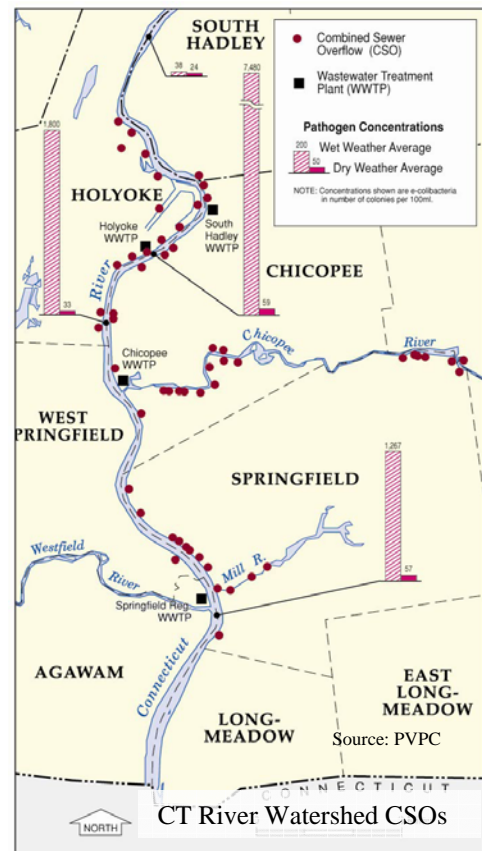 SOUTH
HADLEY
Combined Sewer
Overflow (CSO)
Wastewater Treatment
Plant (WWTP)
Pathogen Concentrations
200
Wet Weather Average
50
Dry Weather Average
NOTE: Concentrations shown are e-colibacteria
in number of colonies per 100ml.
38
24
7,480
1,800
HOLYOKE
Holyoke
WWTP
South
Hadley
WWTP
CHICOPEE
River
33
59
Chicopee
River
Chicopee
WWTP
WEST
PRINGFIELD
SPRINGFIELD
1,267
57
Westfield
River
Mill R.
Springfield Reg.
WWTP
Connecticut
AGAWAM
LONG-
MEADOW
EAST
LONG-
MEADOW
Source: PVPC
CONNECTICUT
NORTH
CT River Watershed CSOs